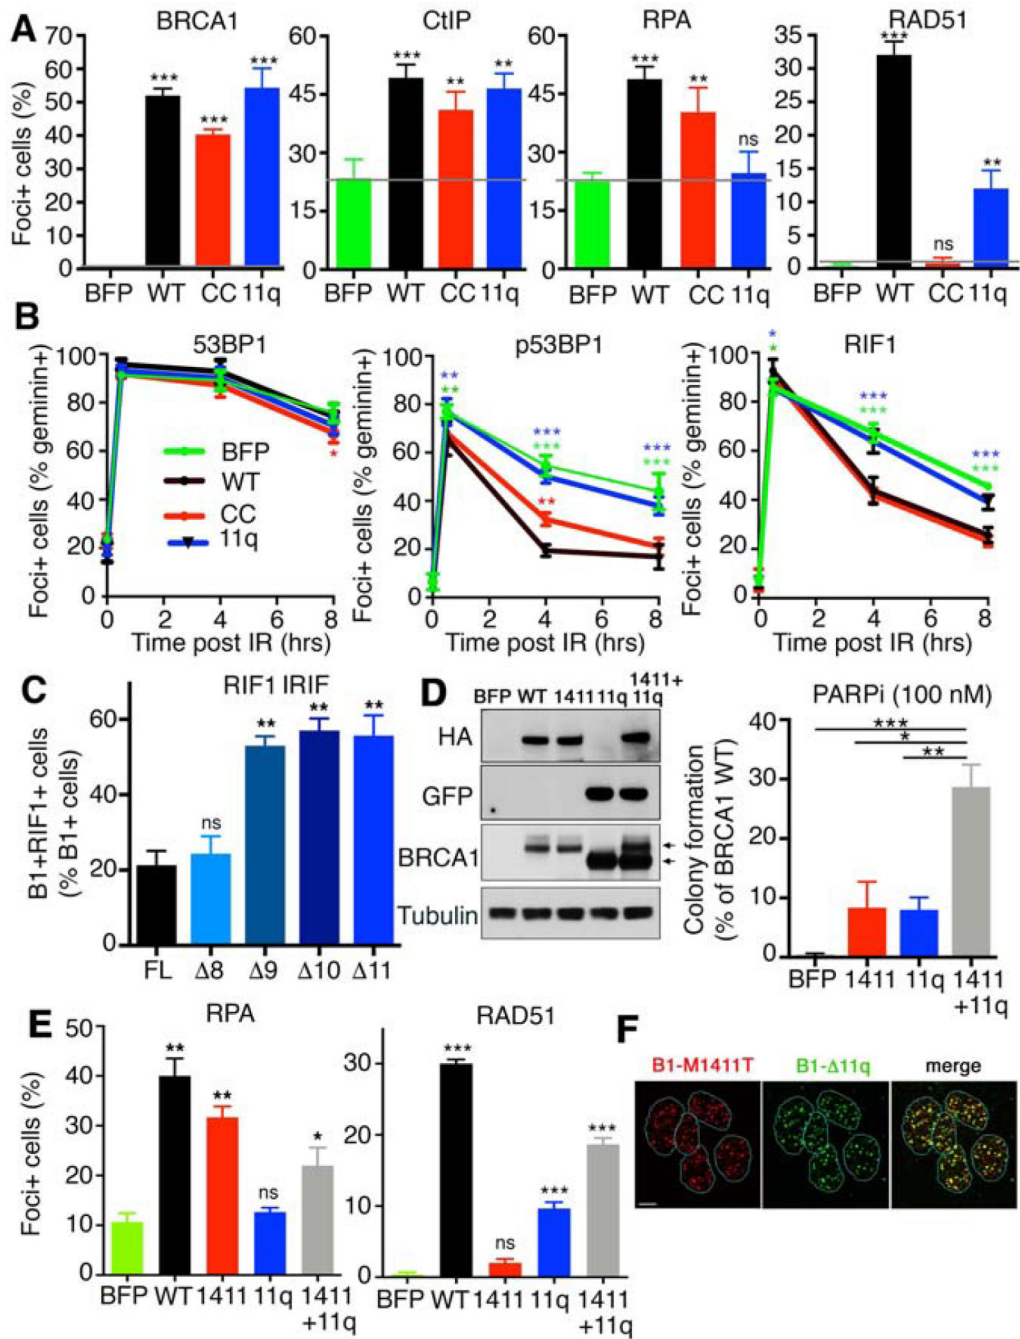 A
BRCA1
Foci+ cells (%)
70
60
50
40
30
20
10
0
***
***
***
BFP WT CC 11q
CtIP
60
45
30
15
0
***
**
**
BFP WT CC 11q
RPA
60
45
30
15
0
***
**
ns
BFP WT CC 11q
RAD51
35
30
25
20
15
10
5
0
***
ns
**
BFP WT CC 11q
B
53BP1
Foci+ cells (% geminin+)
100
80
60
40
20
0
BFP
WT
CC
11q
*
0 2 4 6 8
Time post IR (hrs)
p53BP1
Foci+ cells (% geminin+)
100
80
60
40
20
0
**
**
***
***
**
***
***
0 2 4 6 8
Time post IR (hrs)
RIF1
Foci+ cells (% geminin+)
100
80
60
40
20
0
*
*
***
***
***
***
0 2 4 6 8
Time post IR (hrs)
C
RIF1 IRIF
B1+RIF1+ cells
(% B1+ cells)
60
40
20
0
ns
**
**
**
FL Δ8 Δ9 Δ10 Δ11
D
BFP WT 1411 11q 1411+
11q
HA
GFP
BRCA1
Tubulin
PARPi (100 nM)
Colony formation
(% of BRCA1 WT)
40
30
20
10
0
***
*
**
BFP 1411 11q 1411
+11q
E
RPA
Foci+ cells (%)
50
40
30
20
10
0
**
**
ns
*
BFP WT 1411 11q 1411
+11q
RAD51
30
20
10
0
***
ns
***
***
BFP WT 1411 11q 1411
+11q
F
B1-M1411T
B1-Δ11q
merge